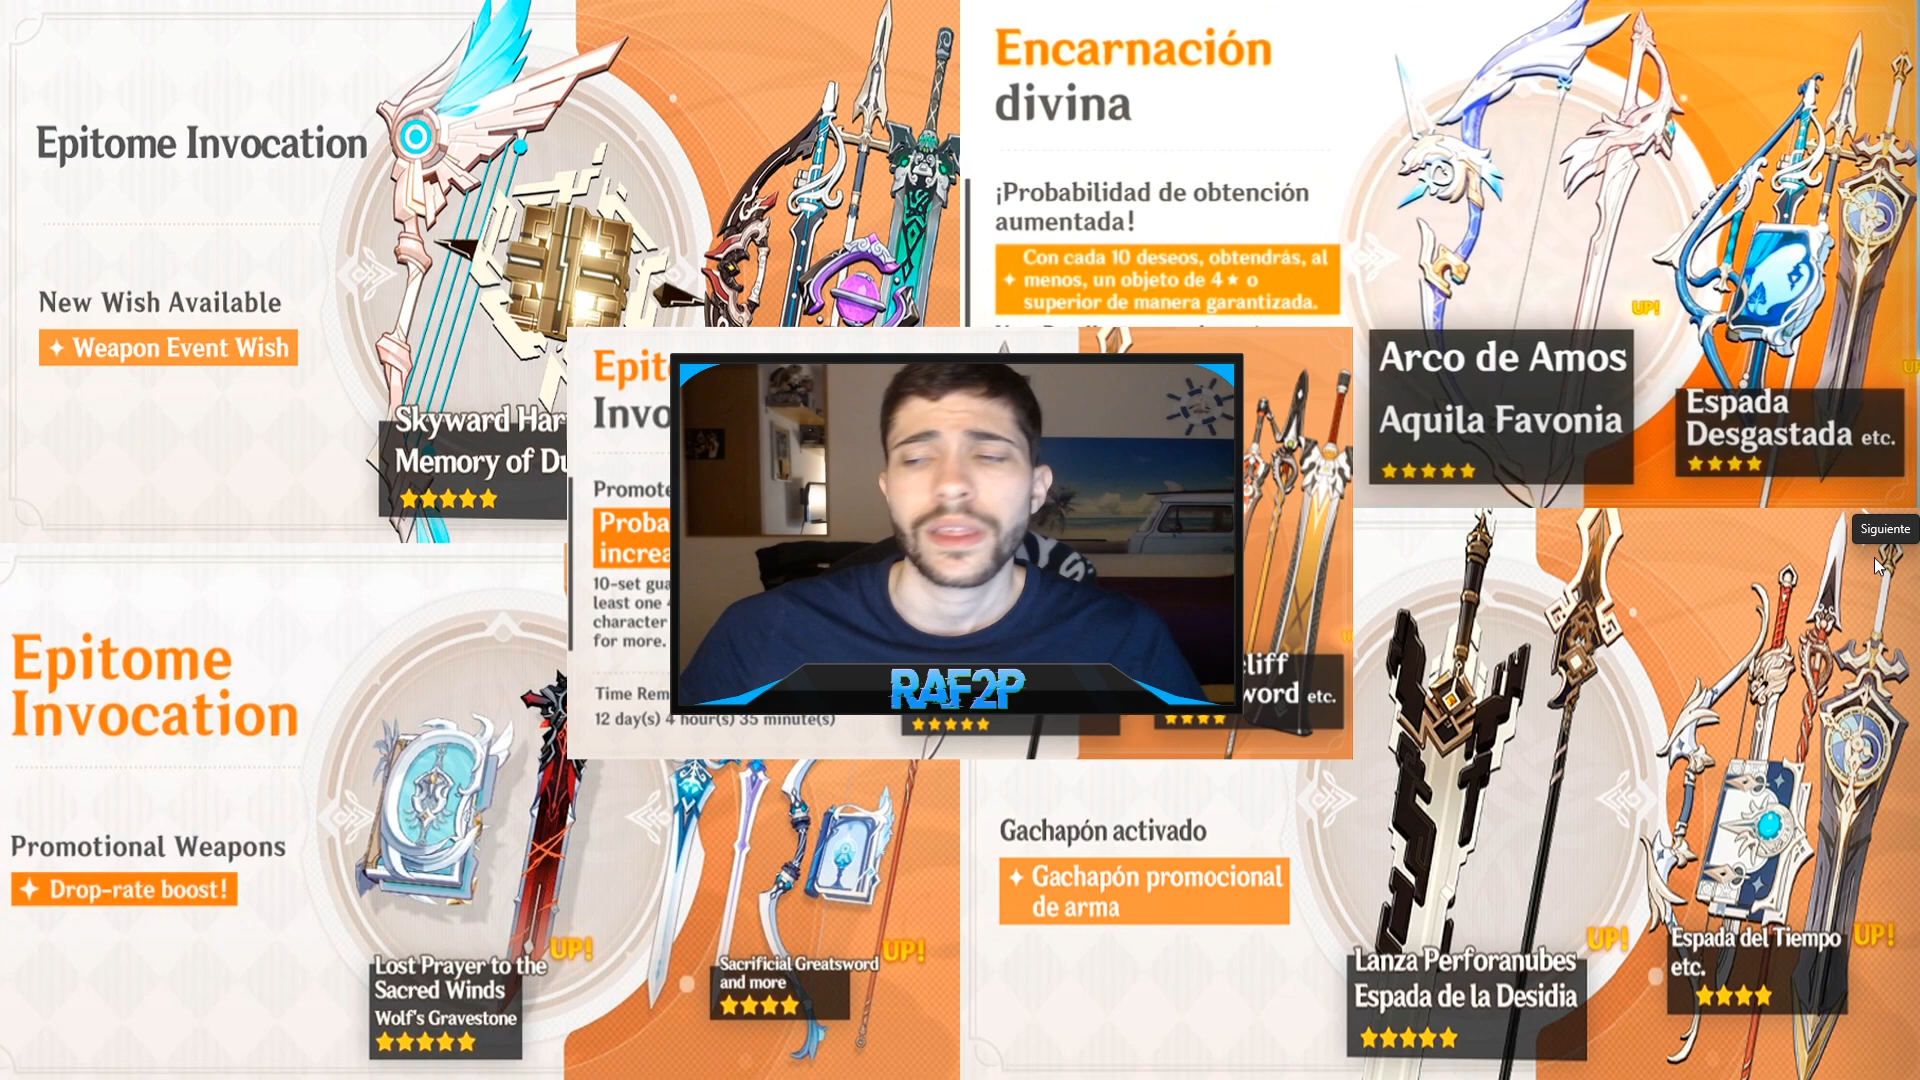 Epitome Invocation
New Wish Available
✦ Weapon Event Wish
Skyward Har
Memory of Du
Encarnación
divina
¡Probabilidad de obtención
aumentada!
Con cada 10 deseos, obtendrás, al
✦ menos, un objeto de 4★ o
superior de manera garantizada.
UP!
Arco de Amos
Aquila Favonia
Espada
Desgastada etc.
Siguiente
Epit
Invo
Promote
Proba
increa
10-set gua
least one
character
for more.
Time Rem
12 day(s) 4 hour(s) 35 minute(s)
cliff
word etc.
RAF2P
Epitome
Invocation
Promotional Weapons
✦ Drop-rate boost!
UP!
Lost Prayer to the
Sacred Winds
Wolf's Gravestone
UP!
Sacrificial Greatsword
and more
Gachapón activado
✦ Gachapón promocional
de arma
UP!
Lanza Perforanubes
Espada de la Desidia
UP!
Espada del Tiempo
etc.